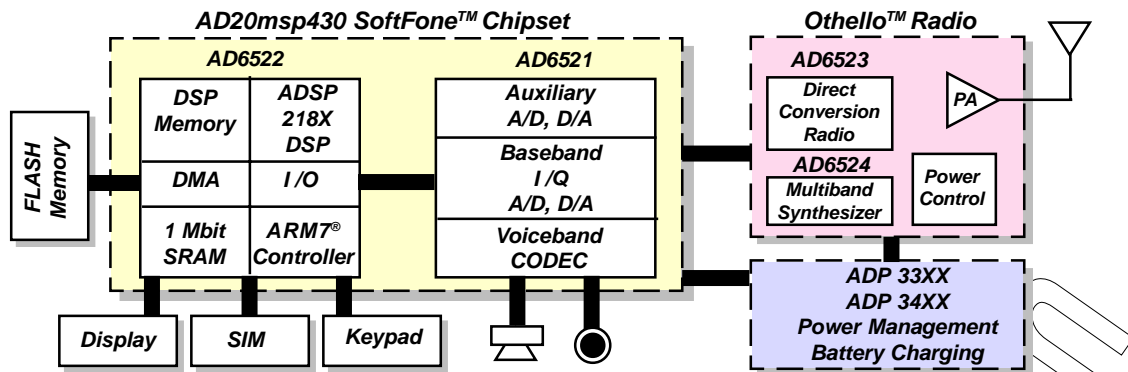 AD20msp430 SoftFone™ Chipset
Othello™ Radio
AD6522
AD6521
AD6523
DSP
Memory
ADSP
218X
DSP
DMA
I /O
1 Mbit
SRAM
ARM7®
Controller
Auxiliary
A/D, D/A
Baseband
I /Q
A/D, D/A
Voiceband
CODEC
FLASH
Memory
Direct
Conversion
Radio
PA
AD6524
Multiband
Synthesizer
Power
Control
ADP 33XX
ADP 34XX
Power Management
Battery Charging
Display
SIM
Keypad